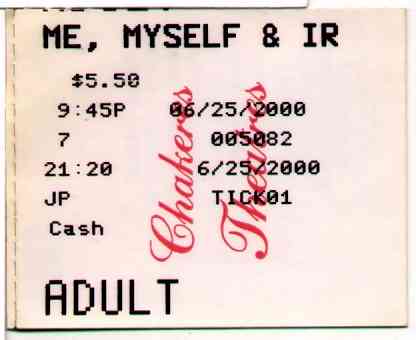 ME, MYSELF & IR
$5.50
9:45P 06/25/2000
7 005082
21:20 6/25/2000
JP TICK01
Cash
ADULT
Chakeres
Theatres